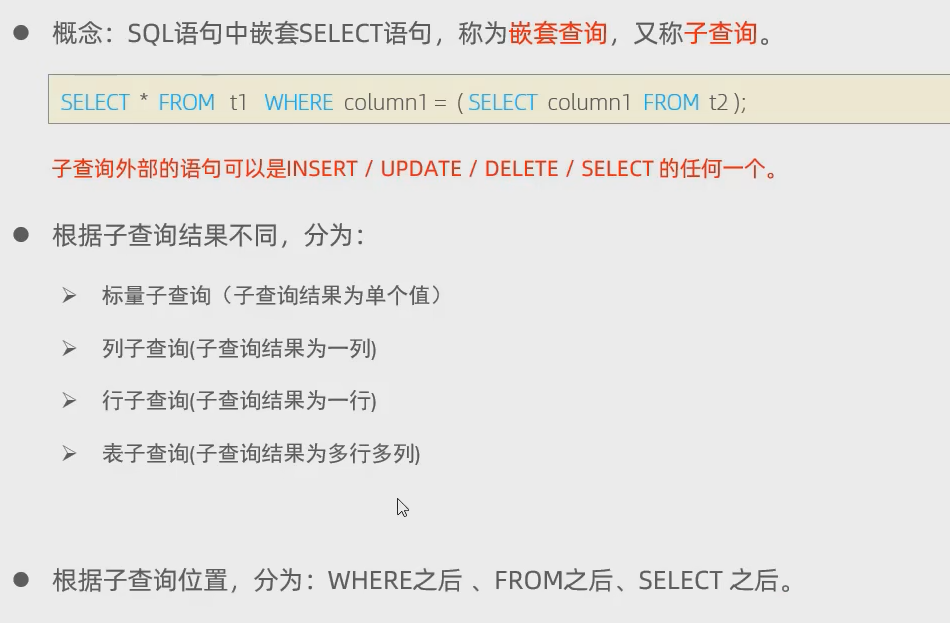 概念：SQL语句中嵌套SELECT语句，称为嵌套查询，又称子查询。
SELECT * FROM t1 WHERE column1 = ( SELECT column1 FROM t2 );
子查询外部的语句可以是INSERT / UPDATE / DELETE / SELECT 的任何一个。
根据子查询结果不同，分为：
标量子查询（子查询结果为单个值）
列子查询(子查询结果为一列)
行子查询(子查询结果为一行)
表子查询(子查询结果为多行多列)
根据子查询位置，分为：WHERE之后 、FROM之后、SELECT 之后。